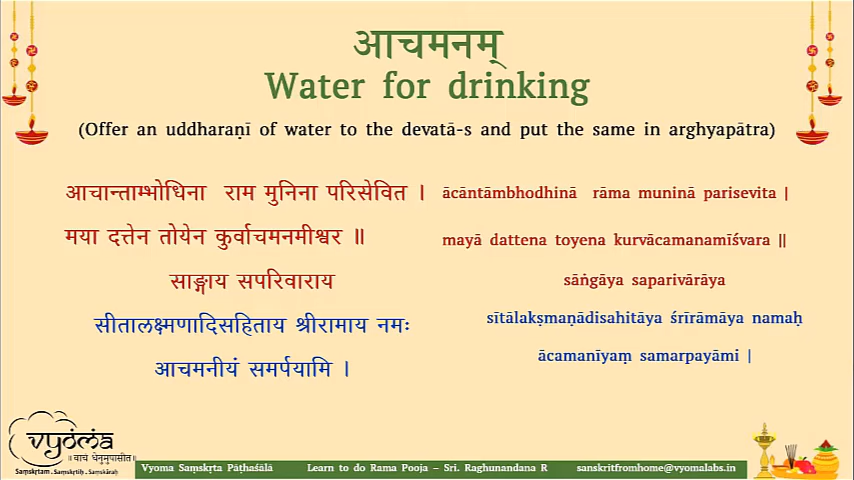 आचमनम्
Water for drinking
(Offer an uddharaṇī of water to the devatā-s and put the same in arghyapātra)
आचान्ताम्भोधिना राम मुनिना परिसेवित ।
मया दत्तेन तोयेन कुर्वाचमनमीश्वर ॥
साङ्गाय सपरिवाराय
सीतालक्ष्मणादिसहिताय श्रीरामाय नमः
आचमनीयं समर्पयामि ।
ācāntāmbhodhinā rāma muninā parisevita |
mayā dattena toyena kurvācamanamīśvara ||
sāṅgāya saparivārāya
sītālakṣmaṇādisahitāya śrīrāmāya namaḥ
ācamanīyaṃ samarpayāmi |
vyoma
॥ वाचं धेनुमुपासीत ॥
Saṃskṛtam . Saṃskṛtiḥ . Saṃskāraḥ
Vyoma Saṃskṛta Pāṭhaśālā Learn to do Rama Pooja – Sri. Raghunandana R sanskritfromhome@vyomalabs.in